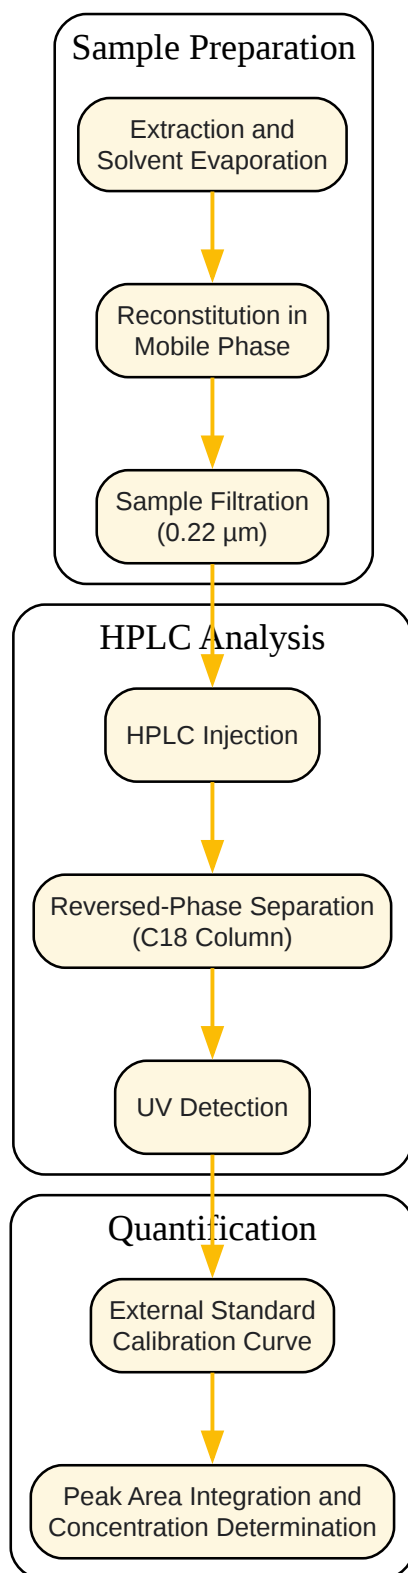 Sample Preparation
Extraction and
Solvent Evaporation
Reconstitution in
Mobile Phase
Sample Filtration
(0.22 µm)
HPLC Analysis
HPLC Injection
Reversed-Phase Separation
(C18 Column)
UV Detection
Quantification
External Standard
Calibration Curve
Peak Area Integration and
Concentration Determination